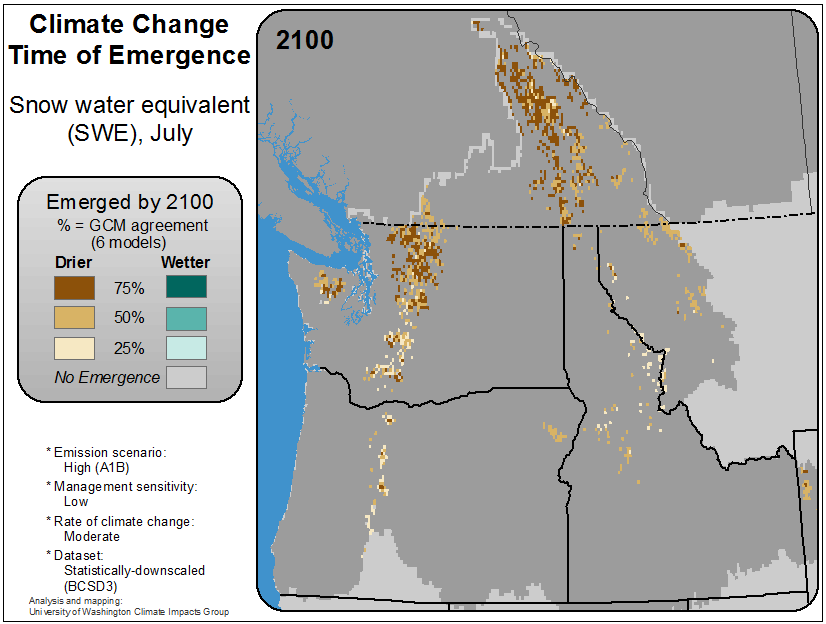 Climate Change
Time of Emergence
Snow water equivalent
(SWE), July
Emerged by 2100
% = GCM agreement
(6 models)
Drier Wetter
75%
50%
25%
No Emergence
* Emission scenario:
High (A1B)
* Management sensitivity:
Low
* Rate of climate change:
Moderate
* Dataset:
Statistically-downscaled
(BCSD3)
Analysis and mapping:
University of Washington Climate Impacts Group
2100